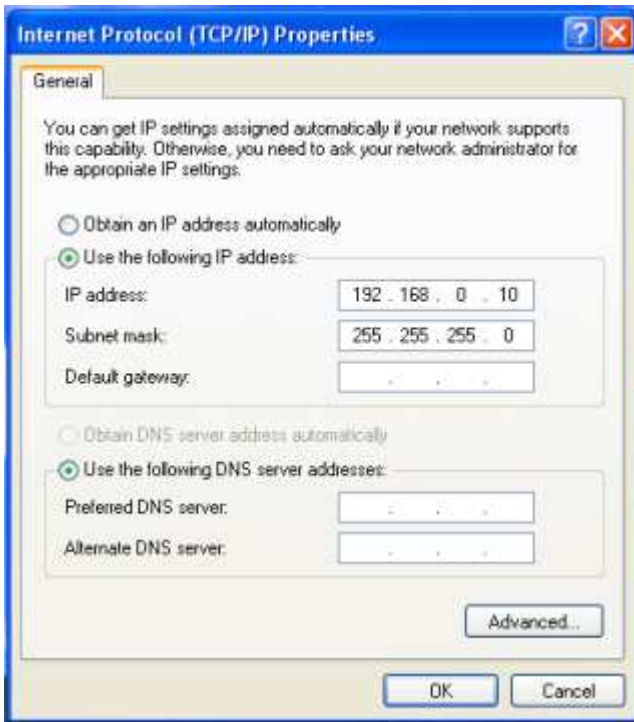 Internet Protocol (TCP/IP) Properties
General
You can get IP settings assigned automatically if your network supports
this capability. Otherwise, you need to ask your network administrator for
the appropriate IP settings.
Obtain an IP address automatically
Use the following IP address:
IP address: 192 . 168 . 0 . 10
Subnet mask: 255 . 255 . 255 . 0
Default gateway: . . .
Obtain DNS server address automatically
Use the following DNS server addresses:
Preferred DNS server: . . .
Alternate DNS server: . . .
Advanced...
OK Cancel